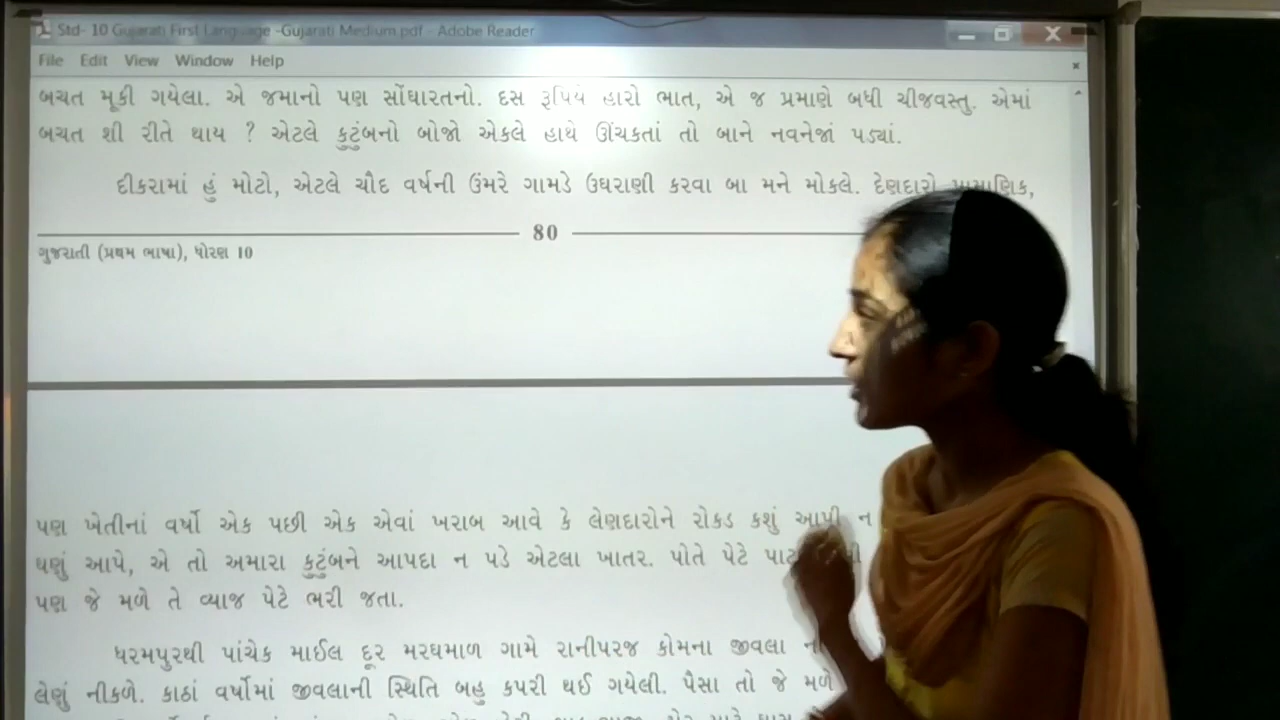 Std- 10 Gujarati First Language -Gujarati Medium.pdf - Adobe Reader
File Edit View Window Help
બચત મૂકી ગયેલા. એ જમાનો પણ સોંઘારતનો. દસ રૂપિયે હારો ભાત, એ જ પ્રમાણે બધી ચીજવસ્તુ. એમાં
બચત શી રીતે થાય ? એટલે કુટુંબનો બોજો એકલે હાથે ઊંચકતાં તો બાને નવનેજાં પડ્યાં.
દીકરામાં હું મોટો, એટલે ચૌદ વર્ષની ઉંમરે ગામડે ઉઘરાણી કરવા બા મને મોકલે. દેણદારો
80
ગુજરાતી (પ્રથમ ભાષા), ધોરણ 10
પણ ખેતીનાં વર્ષો એક પછી એક એવાં ખરાબ આવે કે લેણદારોને રોકડ કશું આપી ન
ઘણું આપે, એ તો અમારા કુટુંબને આપદા ન પડે એટલા ખાતર. પોતે પેટે
પણ જે મળે તે વ્યાજ પેટે ભરી જતા.
ધરમપુરથી પાંચેક માઈલ દૂર મરઘમાળ ગામે રાનીપરજ કોમના જીવલા
લેણું નીકળે. કાઠાં વર્ષોમાં જીવલાની સ્થિતિ બહુ કપરી થઈ ગયેલી. પૈસા તો જે મળે